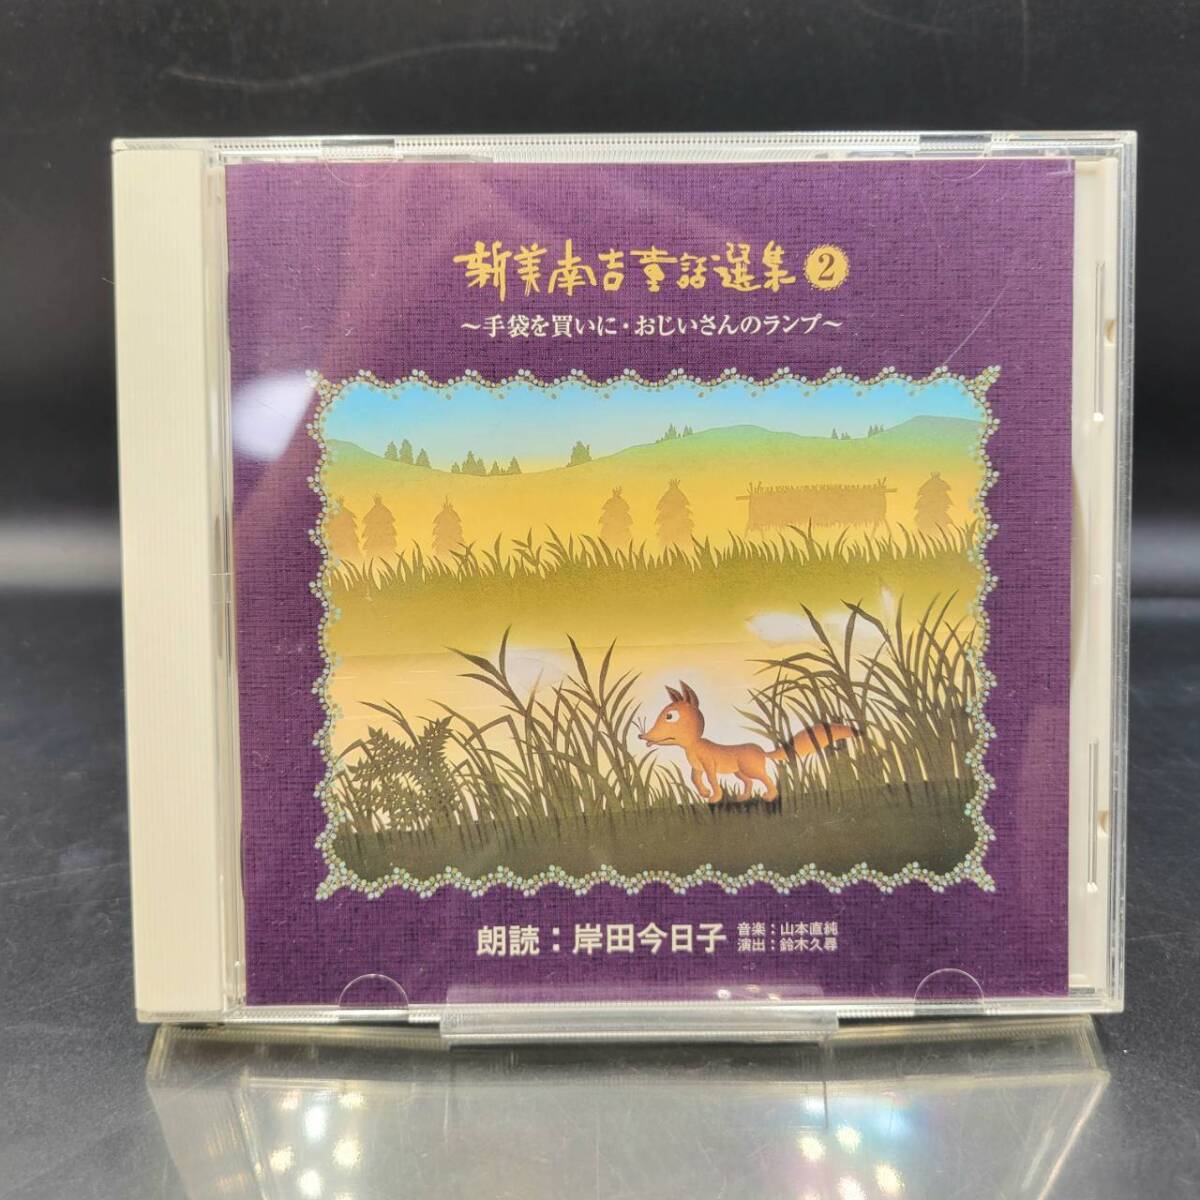 新美南吉童話選集2
～手袋を買いに・おじいさんのランプ～
朗読：岸田今日子
音楽：山本直純
演出：鈴木久尋